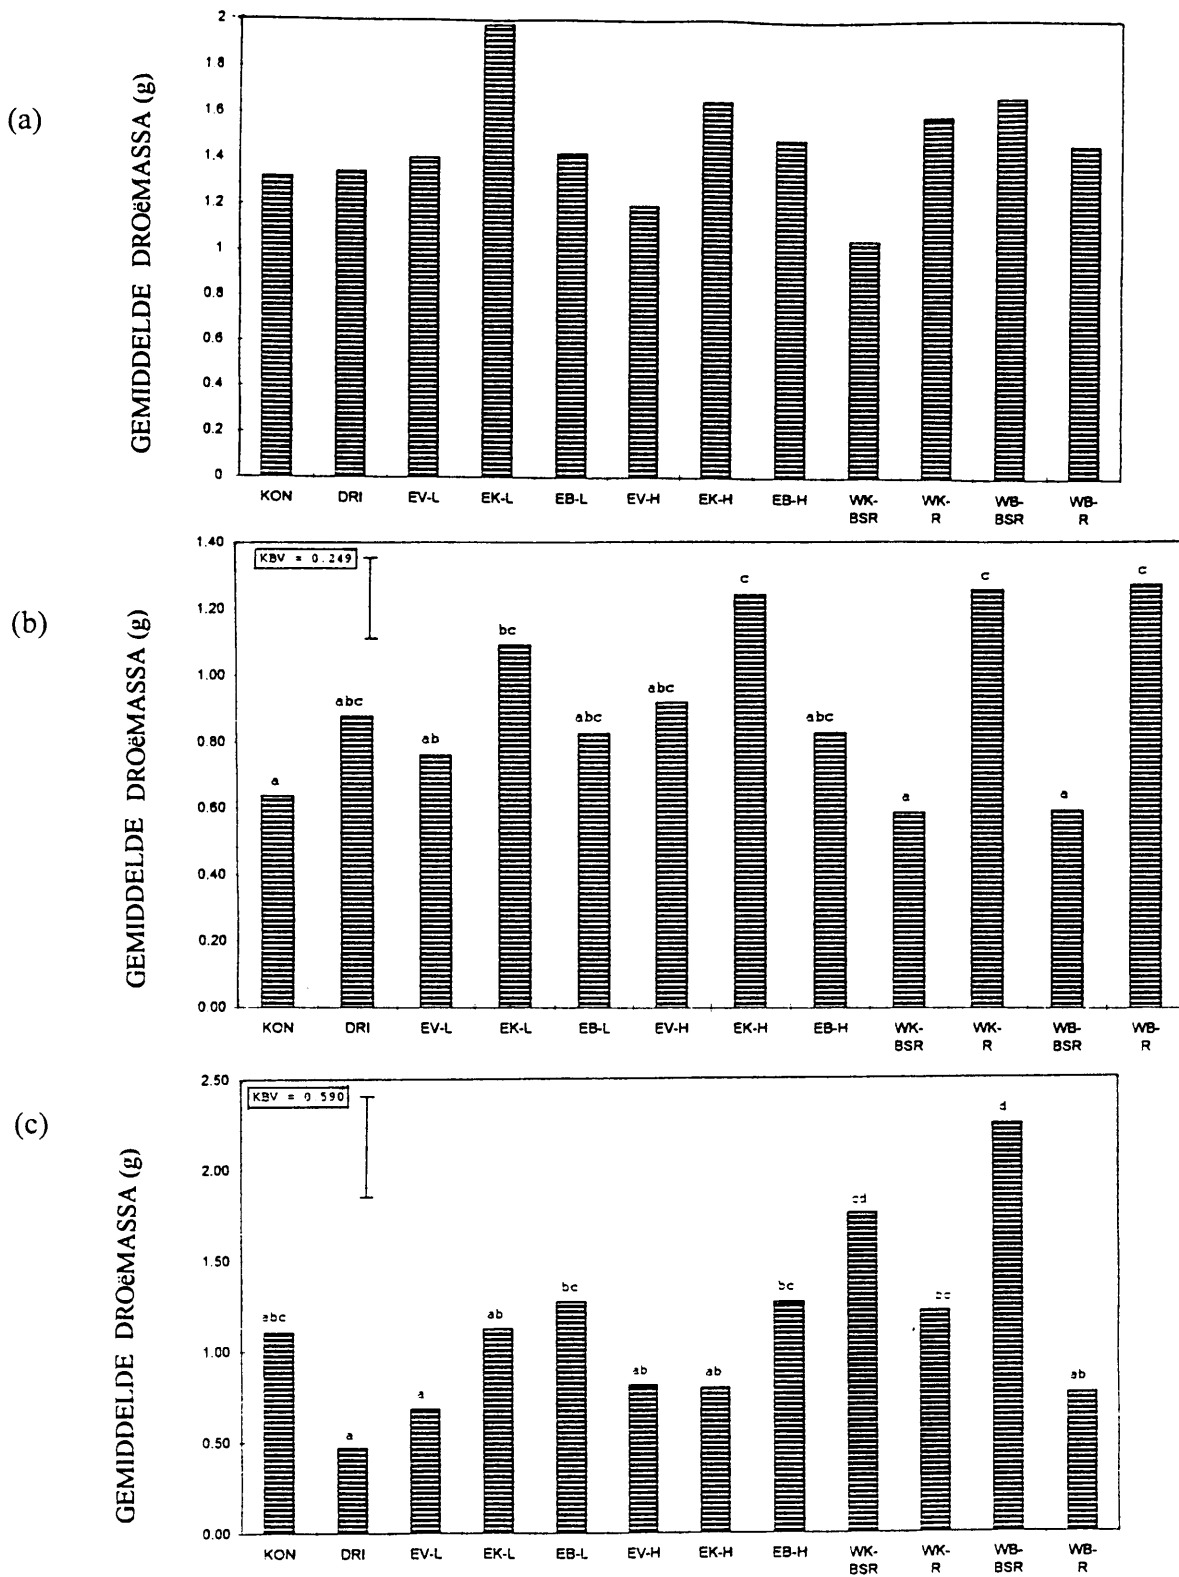 (a)
GEMIDDELDE DROëMASSA (g)
2
1.8
1.6
1.4
1.2
1
0.8
0.6
0.4
0.2
0
KON DRI EV-L EK-L EB-L EV-H EK-H EB-H WK-BSR WK-R WB-BSR WB-R
(b)
GEMIDDELDE DROëMASSA (g)
KBV = 0.249
1.40
1.20
1.00
0.80
0.60
0.40
0.20
0.00
a abc ab bc abc abc c abc a c a c
KON DRI EV-L EK-L EB-L EV-H EK-H EB-H WK-BSR WK-R WB-BSR WB-R
(c)
GEMIDDELDE DROëMASSA (g)
KBV = 0.590
2.50
2.00
1.50
1.00
0.50
0.00
abc a a ab bc ab ab bc cd bc d ab
KON DRI EV-L EK-L EB-L EV-H EK-H EB-H WK-BSR WK-R WB-BSR WB-R